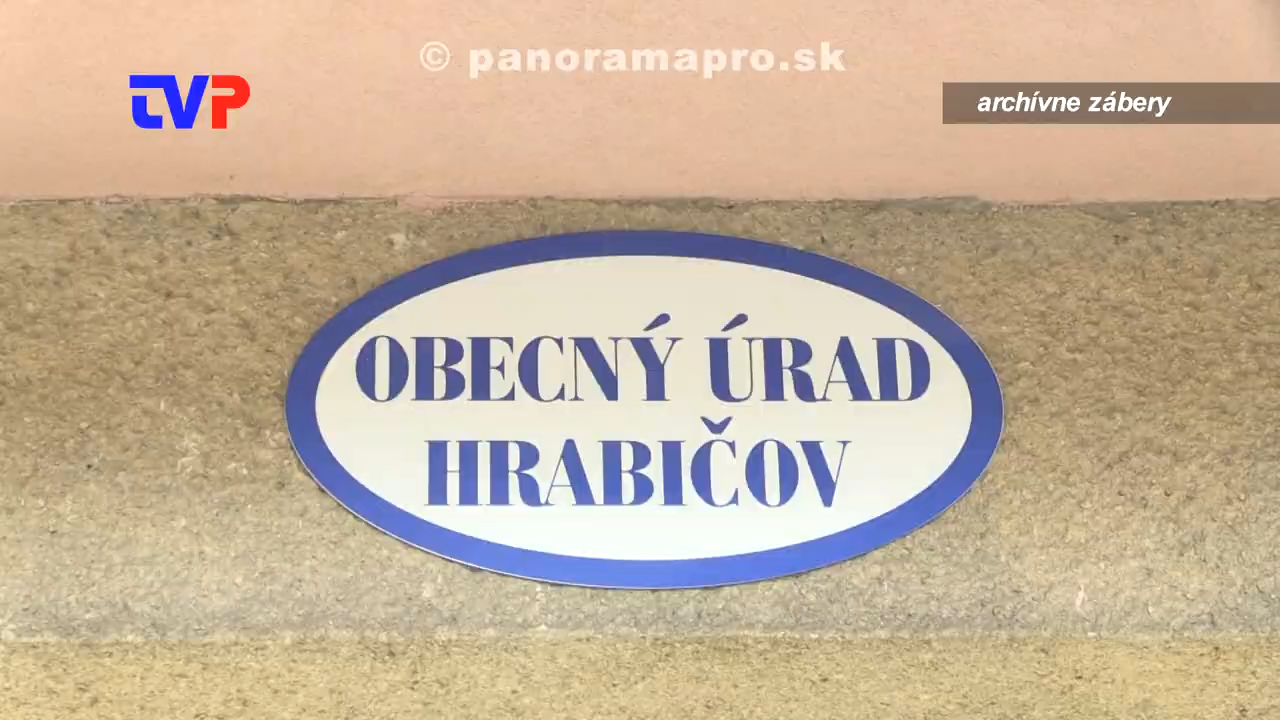 © panoramapro.sk
TVP
archívne zábery
OBECNÝ ÚRAD
HRABIČOV